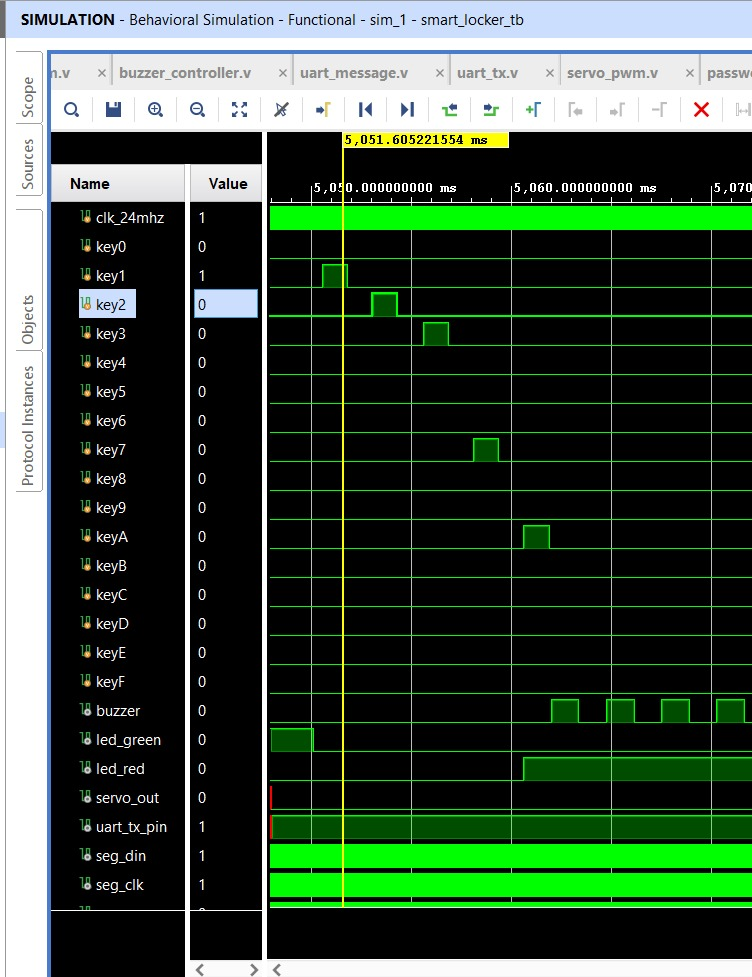 SIMULATION - Behavioral Simulation - Functional - sim_1 - smart_locker_tb
n.v × buzzer_controller.v × uart_message.v × uart_tx.v × servo_pwm.v × passw
Scope
Sources
Objects
Protocol Instances
5,051.605221554 ms
Name Value
5,050.000000000 ms 5,060.000000000 ms 5,070
clk_24mhz 1
key0 0
key1 1
key2 0
key3 0
key4 0
key5 0
key6 0
key7 0
key8 0
key9 0
keyA 0
keyB 0
keyC 0
keyD 0
keyE 0
keyF 0
buzzer 0
led_green 0
led_red 0
servo_out 0
uart_tx_pin 1
seg_din 1
seg_clk 1